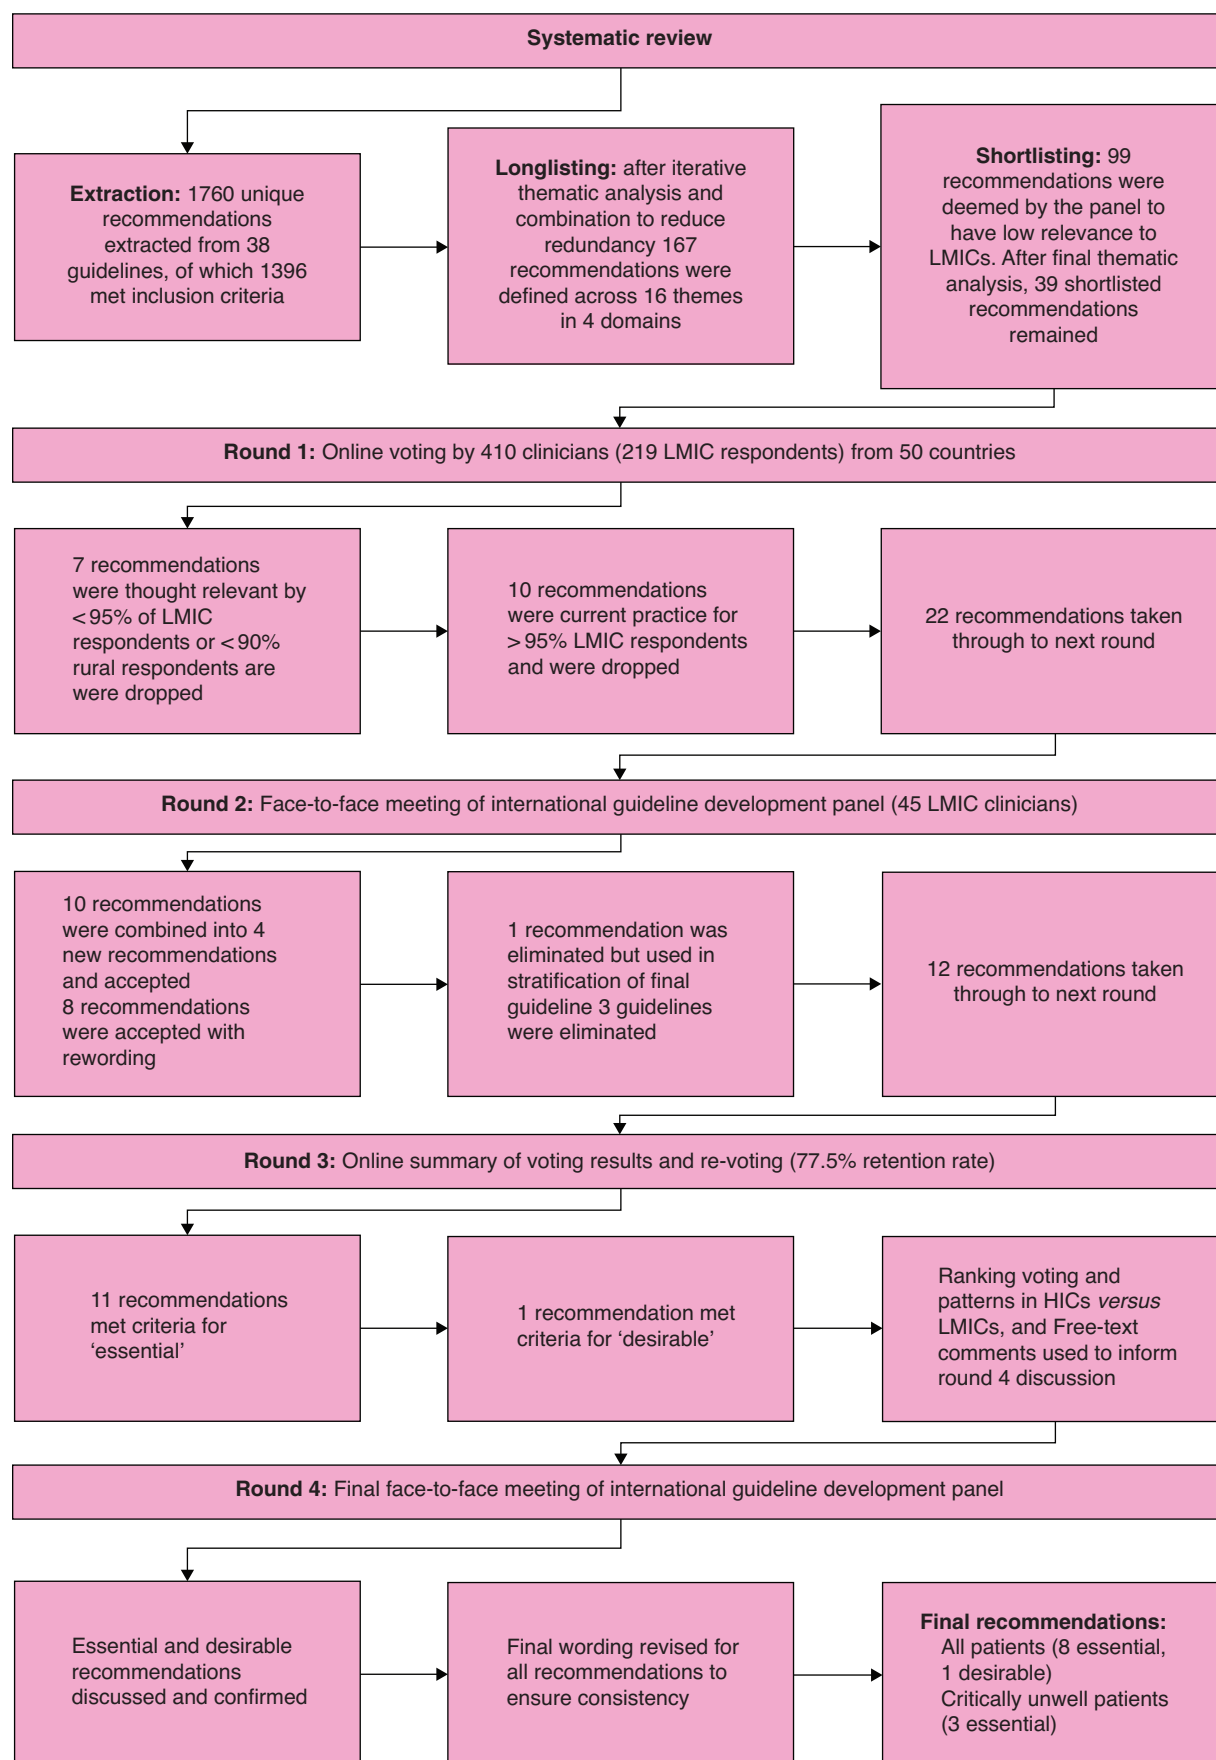 Systematic review
Extraction: 1760 unique
recommendations
extracted from 38
guidelines, of which 1396
met inclusion criteria
Longlisting: after iterative
thematic analysis and
combination to reduce
redundancy 167
recommendations were
defined across 16 themes
in 4 domains
Shortlisting: 99
recommendations were
deemed by the panel to
have low relevance to
LMICs. After final thematic
analysis, 39 shortlisted
recommendations
remained
Round 1: Online voting by 410 clinicians (219 LMIC respondents) from 50 countries
7 recommendations
were thought relevant by
<95% of LMIC
respondents or <90%
rural respondents are
were dropped
10 recommendations
were current practice for
>95% LMIC respondents
and were dropped
22 recommendations taken
through to next round
Round 2: Face-to-face meeting of international guideline development panel (45 LMIC clinicians)
10 recommendations
were combined into 4
new recommendations
and accepted
8 recommendations
were accepted with
rewording
1 recommendation was
eliminated but used in
stratification of final
guideline 3 guidelines
were eliminated
12 recommendations taken
through to next round
Round 3: Online summary of voting results and re-voting (77.5% retention rate)
11 recommendations
met criteria for
‘essential’
1 recommendation met
criteria for ‘desirable’
Ranking voting and
patterns in HICs versus
LMICs, and Free-text
comments used to inform
round 4 discussion
Round 4: Final face-to-face meeting of international guideline development panel
Essential and desirable
recommendations
discussed and confirmed
Final wording revised for
all recommendations to
ensure consistency
Final recommendations:
All patients (8 essential,
1 desirable)
Critically unwell patients
(3 essential)